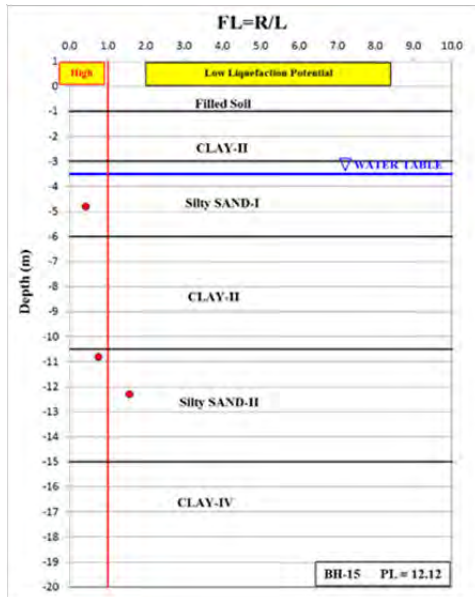 FL=R/L
0.0 1.0 2.0 3.0 4.0 5.0 6.0 7.0 8.0 9.0 10.0
High
Low Liquefaction Potential
Depth (m)
1
0
-1
-2
-3
-4
-5
-6
-7
-8
-9
-10
-11
-12
-13
-14
-15
-16
-17
-18
-19
-20
Filled Soil
CLAY-II
WATER TABLE
Silty SAND-I
CLAY-II
Silty SAND-II
CLAY-IV
BH-15 PL = 12.12